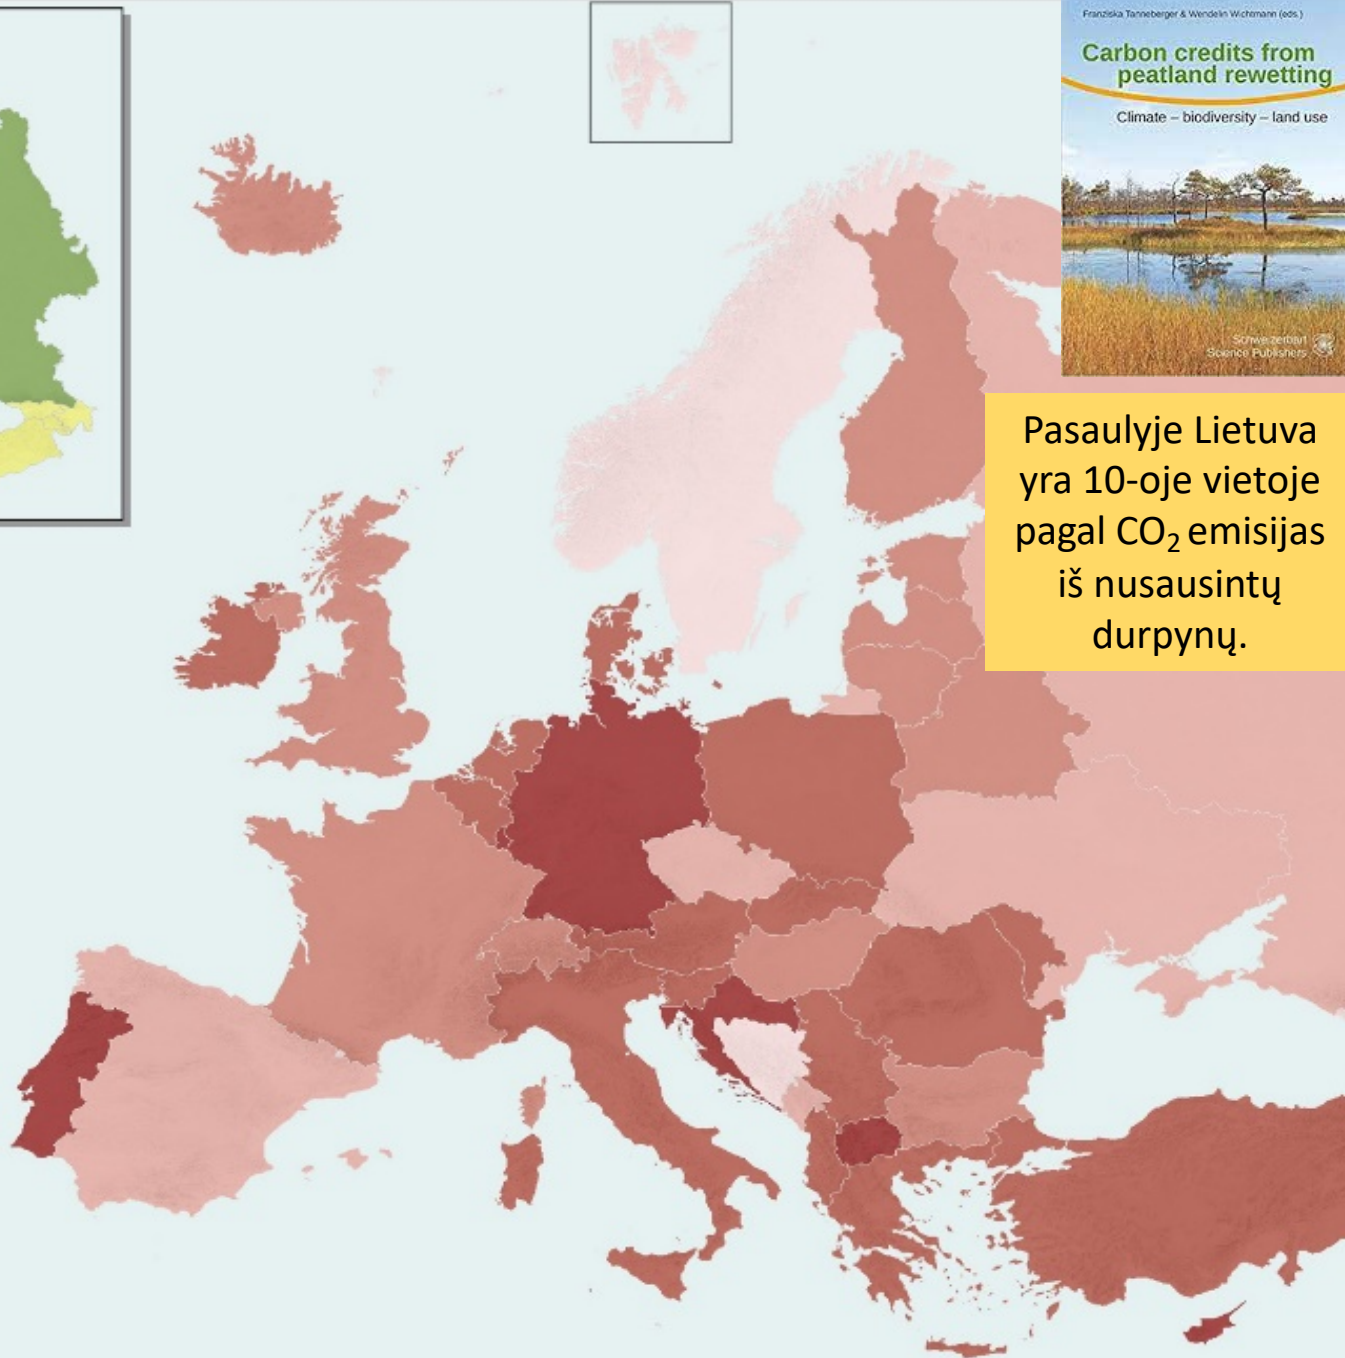 Franziska Tanneberger & Wendelin Wichtmann (eds.)
Carbon credits from
peatland rewetting
Climate – biodiversity – land use
Schweizerbart
Science Publishers
Pasaulyje Lietuva
yra 10-oje vietoje
pagal CO₂ emisijas
iš nusausintų
durpynų.